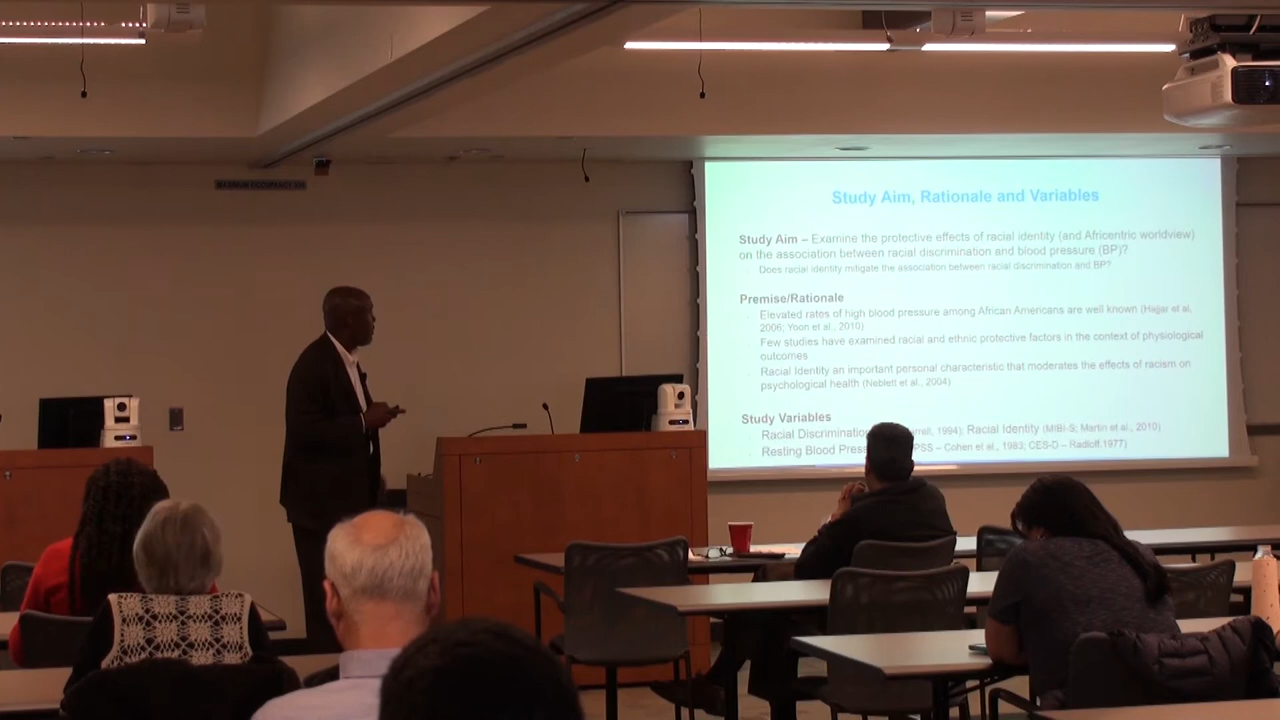 MAXIMUM OCCUPANCY
Study Aim, Rationale and Variables
Study Aim – Examine the protective effects of racial identity (and Africentric worldview)
on the association between racial discrimination and blood pressure (BP)?
Does racial identity mitigate the association between racial discrimination and BP?
Premise/Rationale
Elevated rates of high blood pressure among African Americans are well known (Hajjar et al,
2006; Yoon et al., 2010)
Few studies have examined racial and ethnic protective factors in the context of physiological
outcomes
Racial Identity an important personal characteristic that moderates the effects of racism on
psychological health (Neblett et al., 2004)
Study Variables
Racial Discrimination 1994); Racial Identity (MIBI-S; Martin et al., 2010)
Resting Blood PSS – Cohen et al., 1983; CES-D – Radloff,1977)